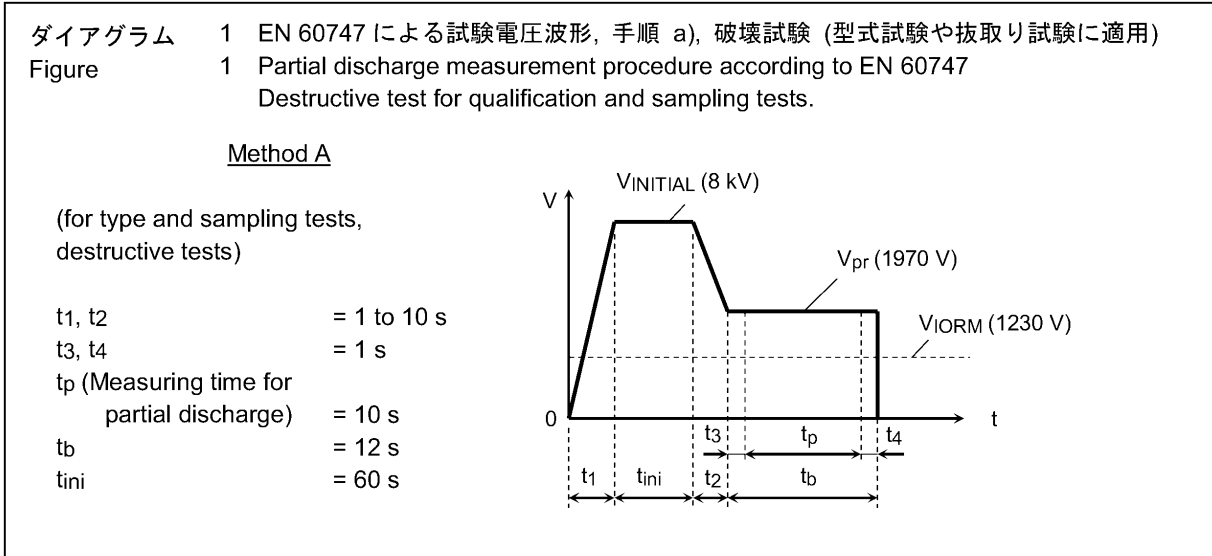 ダイアグラム 1 EN 60747 による試験電圧波形, 手順 a), 破壊試験 (型式試験や抜取り試験に適用)
Figure 1 Partial discharge measurement procedure according to EN 60747
Destructive test for qualification and sampling tests.
Method A
(for type and sampling tests,
destructive tests)
t1, t2 = 1 to 10 s
t3, t4 = 1 s
tp (Measuring time for
partial discharge) = 10 s
tb = 12 s
tini = 60 s
VINITIAL (8 kV)
V
Vpr (1970 V)
VIORM (1230 V)
0
t
t3 tp t4
t1 tini t2 tb